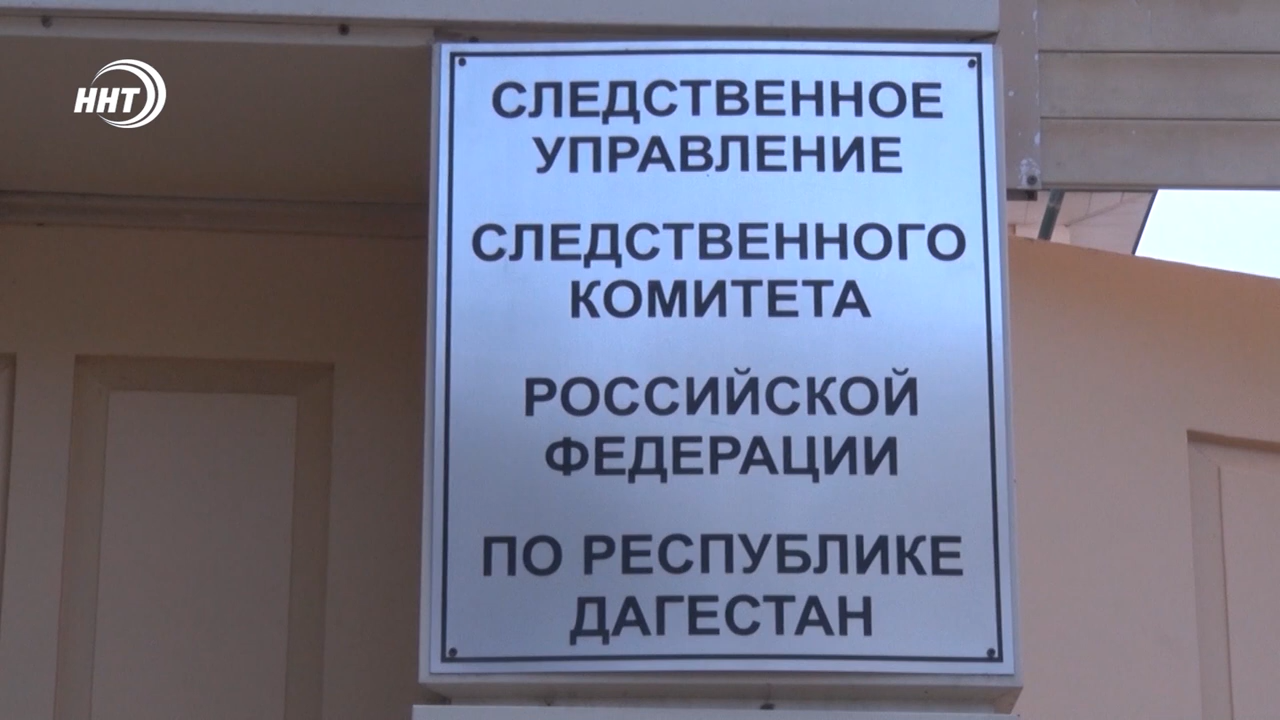 ННТ
СЛЕДСТВЕННОЕ
УПРАВЛЕНИЕ
СЛЕДСТВЕННОГО
КОМИТЕТА
РОССИЙСКОЙ
ФЕДЕРАЦИИ
ПО РЕСПУБЛИКЕ
ДАГЕСТАН